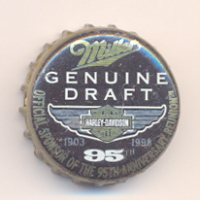 Miller
GENUINE
DRAFT
HARLEY-DAVIDSON
1903 1998
95TH
OFFICIAL SPONSOR OF THE 95TH ANNIVERSARY REUNION